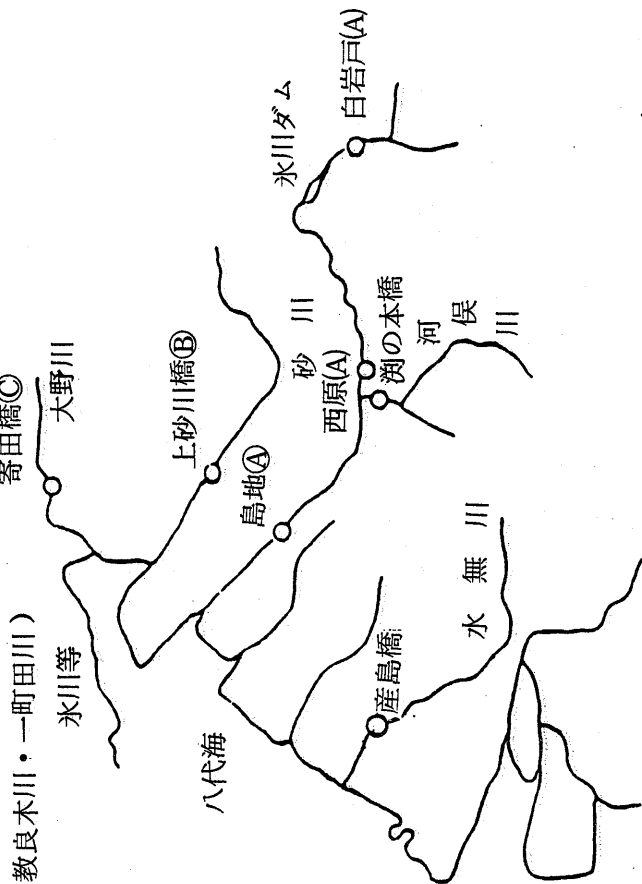 教良木川・一町田川)
氷川等
寄田橋Ⓒ
大野川
上砂川橋Ⓑ
島地Ⓐ
砂川
氷川ダム
白岩戸(A)
西原(A)
渕の本橋
河俣川
八代海
産島橋
水無川